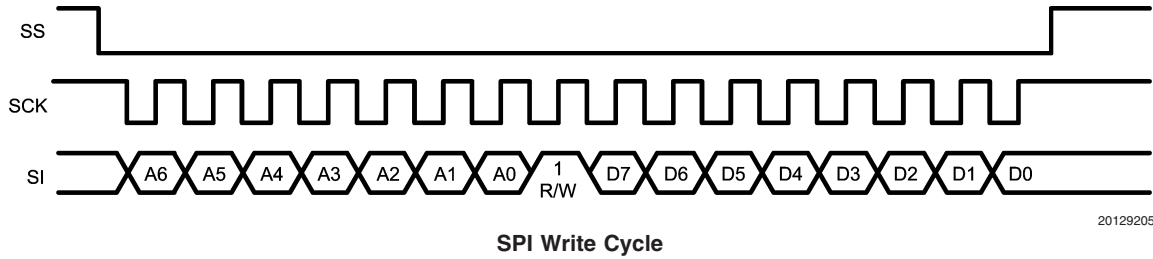 SS
SCK
SI A6 A5 A4 A3 A2 A1 A0 1 R/W D7 D6 D5 D4 D3 D2 D1 D0
20129205
SPI Write Cycle